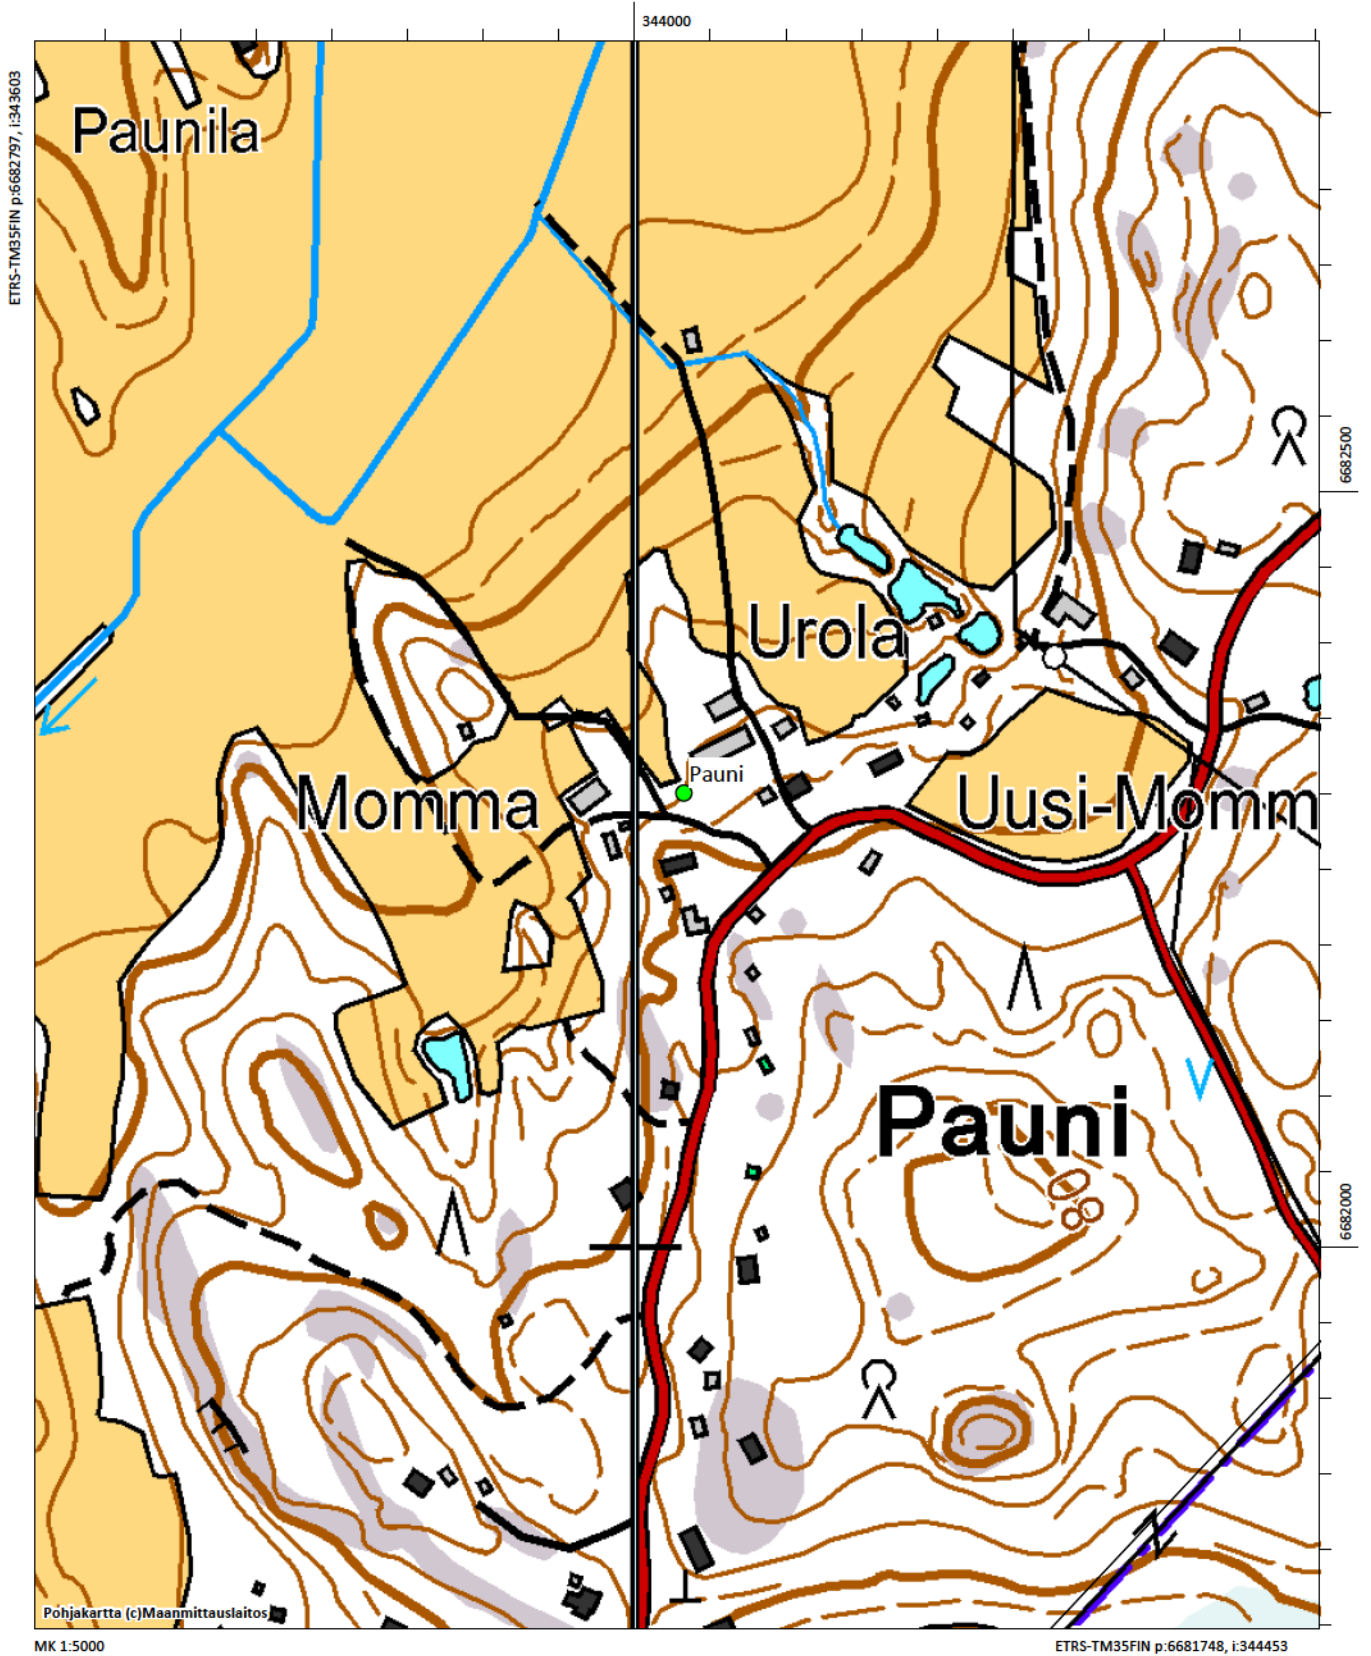 344000
ETRS-TM35FIN p:6682797, i:343603
Paunila
6682500
Urola
Pauni
Momma
Uusi-Momm
Pauni
6682000
Pohjakartta (c)Maanmittauslaitos
MK 1:5000
ETRS-TM35FIN p:6681748, i:344453